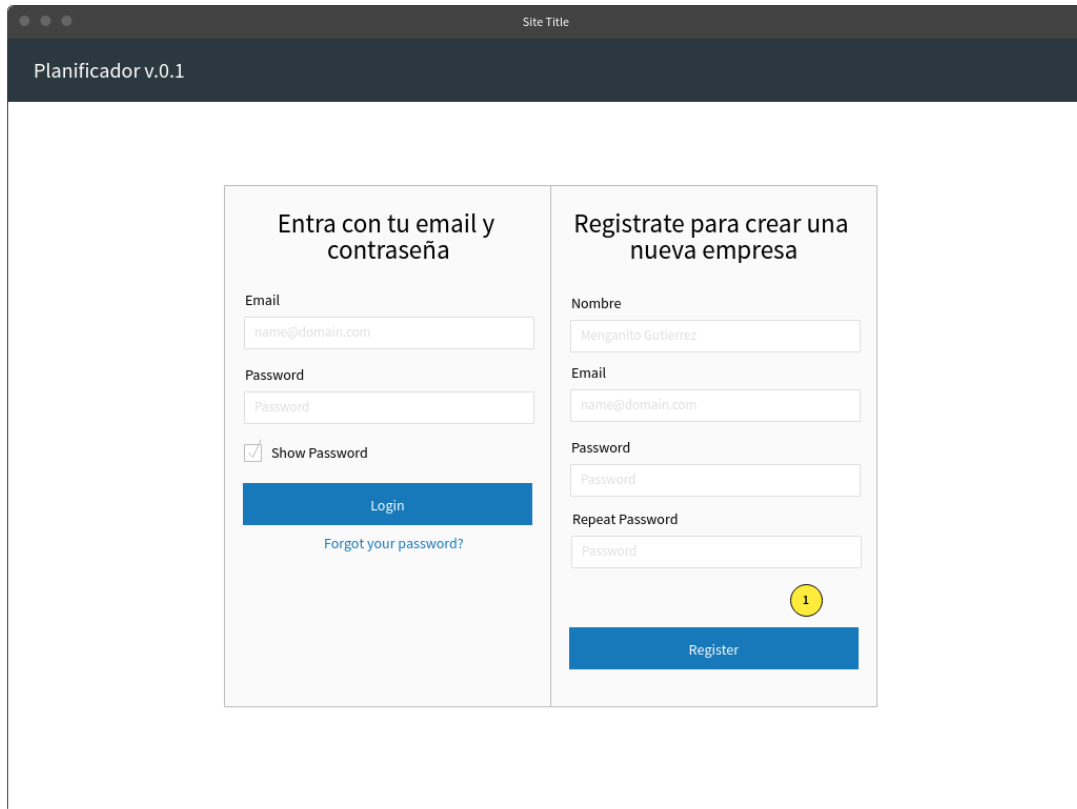 Site Title
Planificador v.0.1
Entra con tu email y
contraseña
Email
name@domain.com
Password
Password
Show Password
Login
Forgot your password?
Registrate para crear una
nueva empresa
Nombre
Menganito Gutierrez
Email
name@domain.com
Password
Password
Repeat Password
Password
1
Register